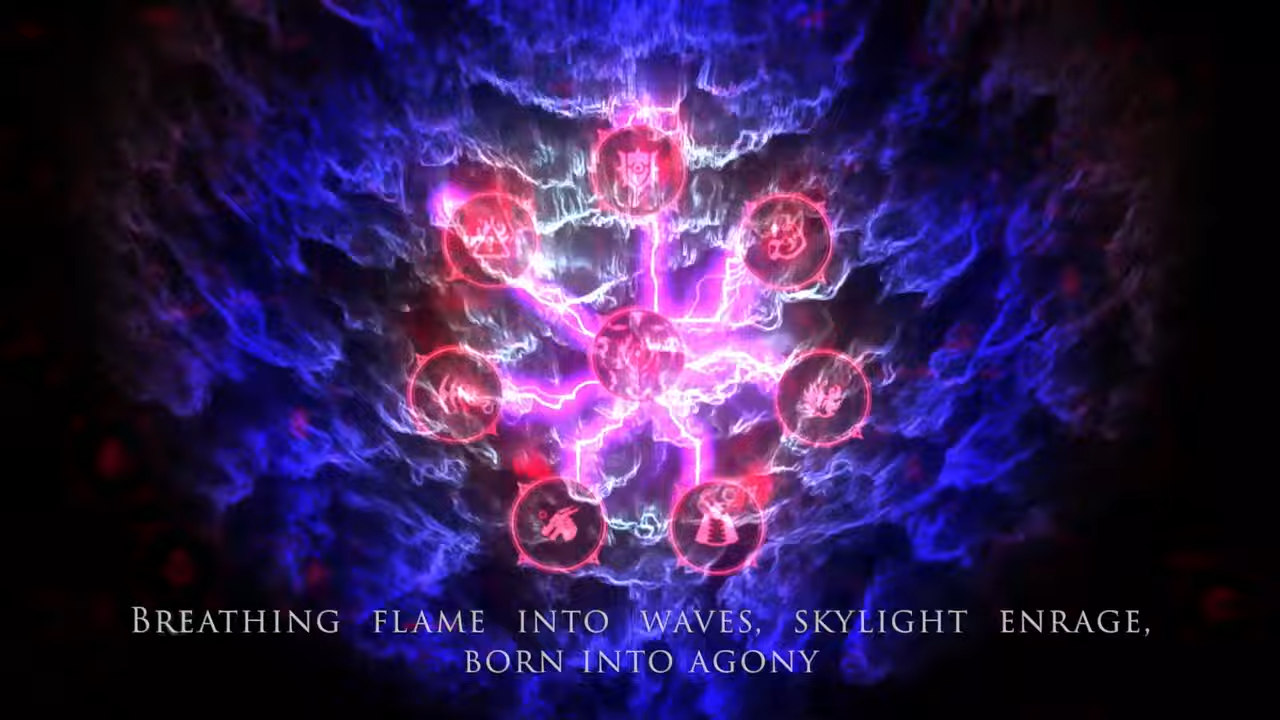 Breathing flame into waves, skylight enrage,
born into agony